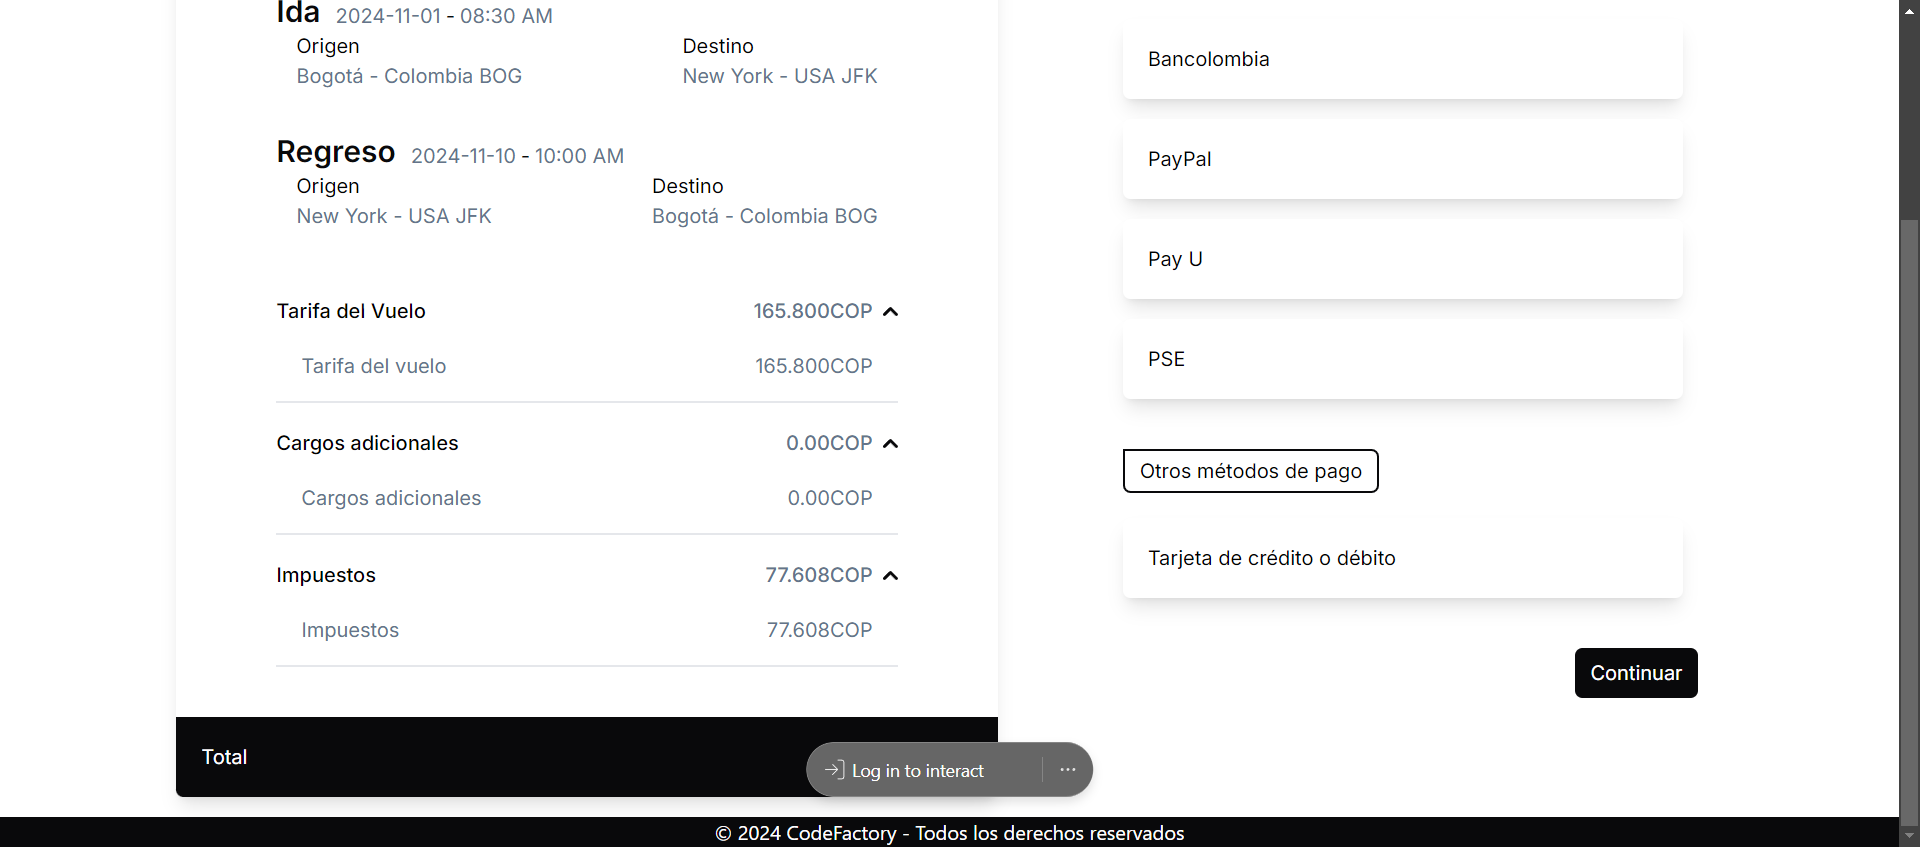 Ida 2024-11-01 - 08:30 AM
Origen Destino
Bogotá - Colombia BOG New York - USA JFK
Regreso 2024-11-10 - 10:00 AM
Origen Destino
New York - USA JFK Bogotá - Colombia BOG
Tarifa del Vuelo 165.800COP
Tarifa del vuelo 165.800COP
Cargos adicionales 0.00COP
Cargos adicionales 0.00COP
Impuestos 77.608COP
Impuestos 77.608COP
Total
Bancolombia
PayPal
Pay U
PSE
Otros métodos de pago
Tarjeta de crédito o débito
Continuar
Log in to interact
© 2024 CodeFactory - Todos los derechos reservados